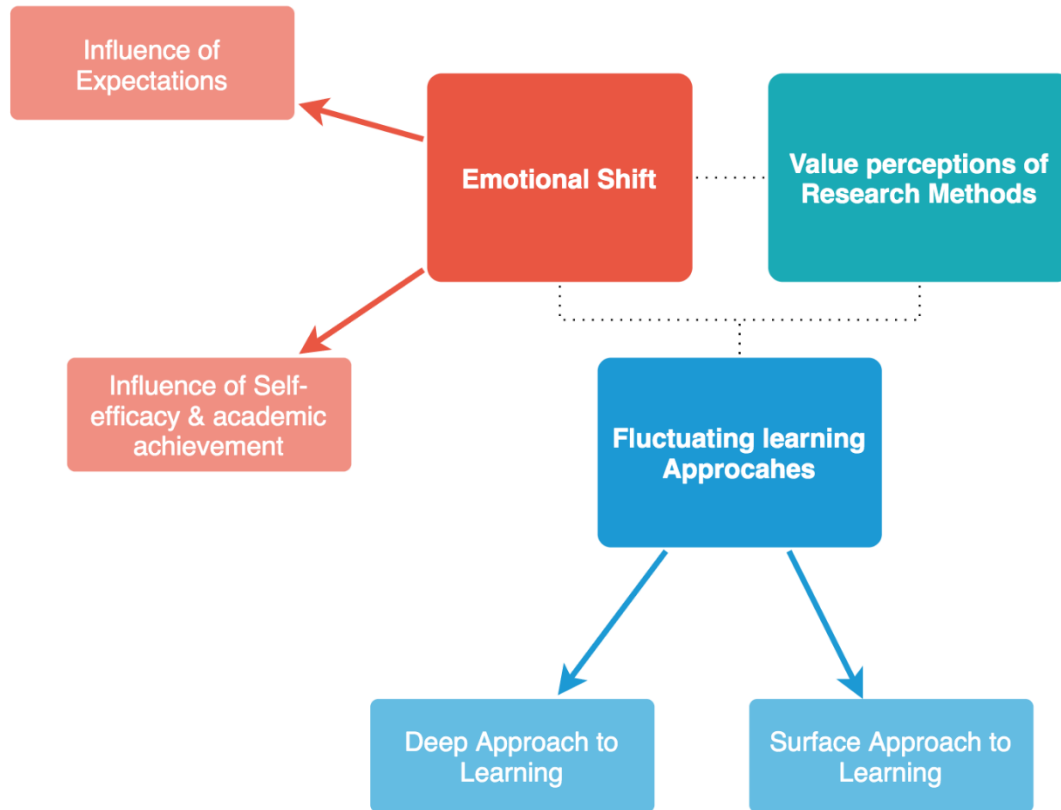 Influence of
Expectations
Emotional Shift
Value perceptions of
Research Methods
Influence of Self-
efficacy & academic
achievement
Fluctuating learning
Approcahes
Deep Approach to
Learning
Surface Approach to
Learning